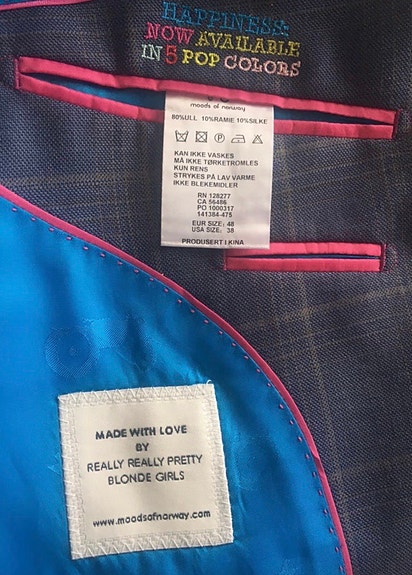 HAPPINESS:
NOW AVAILABLE
IN 5 POP COLORS
moods of norway
80%ULL 10%RAMIE 10%SILKE
KAN IKKE VASKES
MÅ IKKE TØRKETROMLES
KUN RENS
STRYKES PÅ LAV VARME
IKKE BLEKEMIDLER
RN 128277
CA 56486
PO 1000317
141384-475
EUR SIZE: 48
USA SIZE: 38
PRODUSERT I.KINA
MADE WITH LOVE
BY
REALLY REALLY PRETTY
BLONDE GIRLS
www.moodsofnorway.com